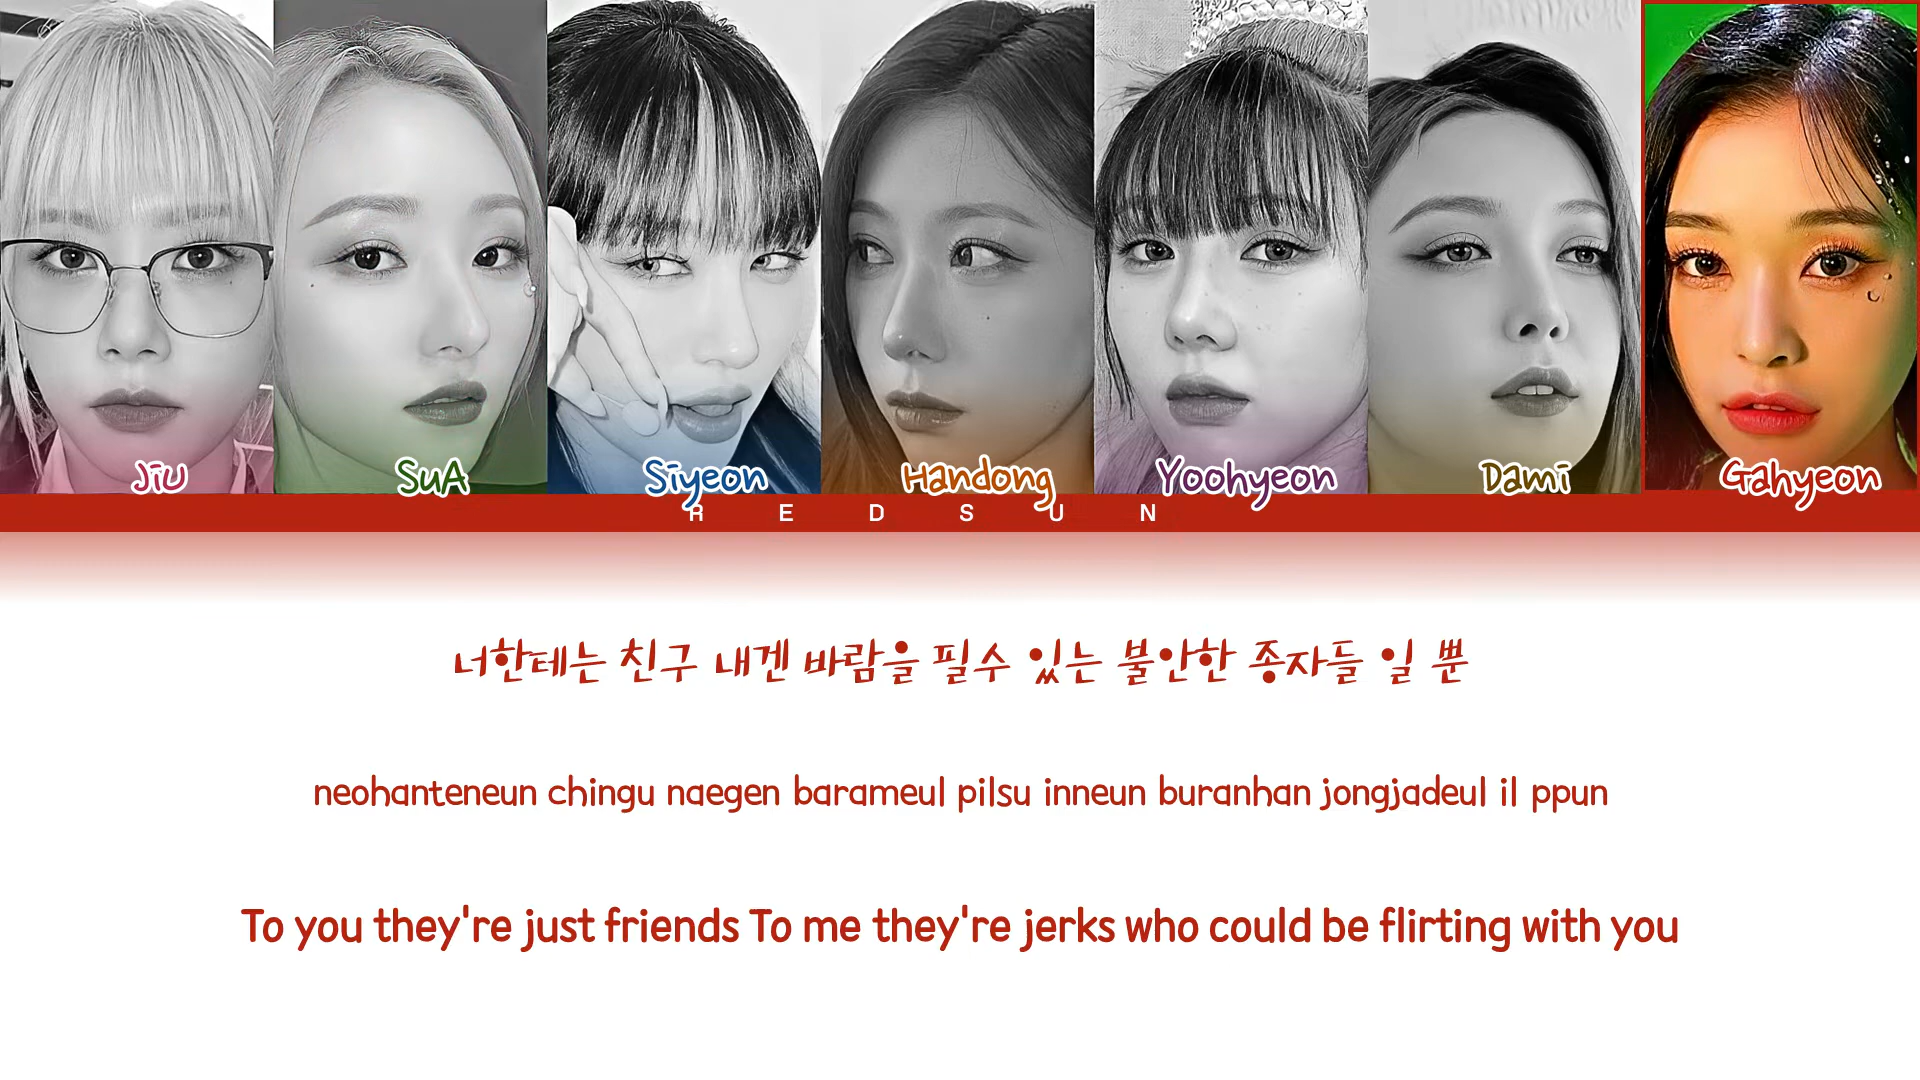 JiU SuA Siyeon Handong Yoohyeon Dami Gahyeon
REDSUN
너한테는 친구 내겐 바람을 필수 있는 불안한 종자들 일 뿐
neohanteneun chingu naegen barameul pilsu inneun buranhan jongjadeul il ppun
To you they're just friends To me they're jerks who could be flirting with you